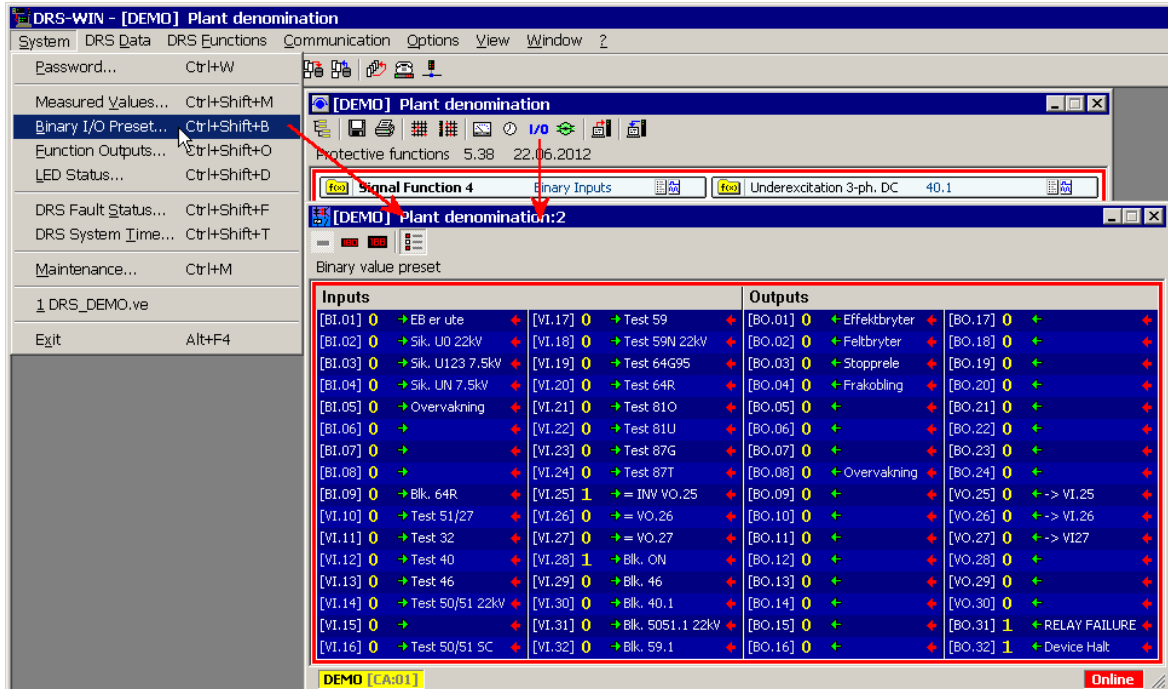 DRS-WIN - [DEMO] Plant denomination
System DRS Data DRS Functions Communication Options View Window ?
Password... Ctrl+W
Measured Values... Ctrl+Shift+M
Binary I/O Preset... Ctrl+Shift+B
Function Outputs... Ctrl+Shift+O
LED Status... Ctrl+Shift+D
DRS Fault Status... Ctrl+Shift+F
DRS System Time... Ctrl+Shift+T
Maintenance... Ctrl+M
1 DRS_DEMO.ve
Exit Alt+F4
[DEMO] Plant denomination
I/O
Protective functions 5.38 22.06.2012
f(x) Signal Function 4 Binary Inputs f(x) Underexcitation 3-ph. DC 40.1
[DEMO] Plant denomination:2
Binary value preset
Inputs Outputs
[BI.01] 0 EB er ute [VI.17] 0 Test 59 [BO.01] 0 Effektbryter [BO.17] 0
[BI.02] 0 Sik. U0 22kV [VI.18] 0 Test 59N 22kV [BO.02] 0 Feltbryter [BO.18] 0
[BI.03] 0 Sik. U123 7.5kV [VI.19] 0 Test 64G95 [BO.03] 0 Stopprele [BO.19] 0
[BI.04] 0 Sik. UN 7.5kV [VI.20] 0 Test 64R [BO.04] 0 Frakobling [BO.20] 0
[BI.05] 0 Overvakning [VI.21] 0 Test 81O [BO.05] 0 [BO.21] 0
[BI.06] 0 [VI.22] 0 Test 81U [BO.06] 0 [BO.22] 0
[BI.07] 0 [VI.23] 0 Test 87G [BO.07] 0 [BO.23] 0
[BI.08] 0 [VI.24] 0 Test 87T [BO.08] 0 Overvakning [BO.24] 0
[BI.09] 0 Blk. 64R [VI.25] 1 = INV VO.25 [BO.09] 0 [VO.25] 0 -> VI.25
[VI.10] 0 Test 51/27 [VI.26] 0 = VO.26 [BO.10] 0 [VO.26] 0 -> VI.26
[VI.11] 0 Test 32 [VI.27] 0 = VO.27 [BO.11] 0 [VO.27] 0 -> VI27
[VI.12] 0 Test 40 [VI.28] 1 Blk. ON [BO.12] 0 [VO.28] 0
[VI.13] 0 Test 46 [VI.29] 0 Blk. 46 [BO.13] 0 [VO.29] 0
[VI.14] 0 Test 50/51 22kV [VI.30] 0 Blk. 40.1 [BO.14] 0 [VO.30] 0
[VI.15] 0 [VI.31] 0 Blk. 5051.1 22kV [BO.15] 0 [BO.31] 1 RELAY FAILURE
[VI.16] 0 Test 50/51 SC [VI.32] 0 Blk. 59.1 [BO.16] 0 [BO.32] 1 Device Halt
DEMO [CA:01] Online